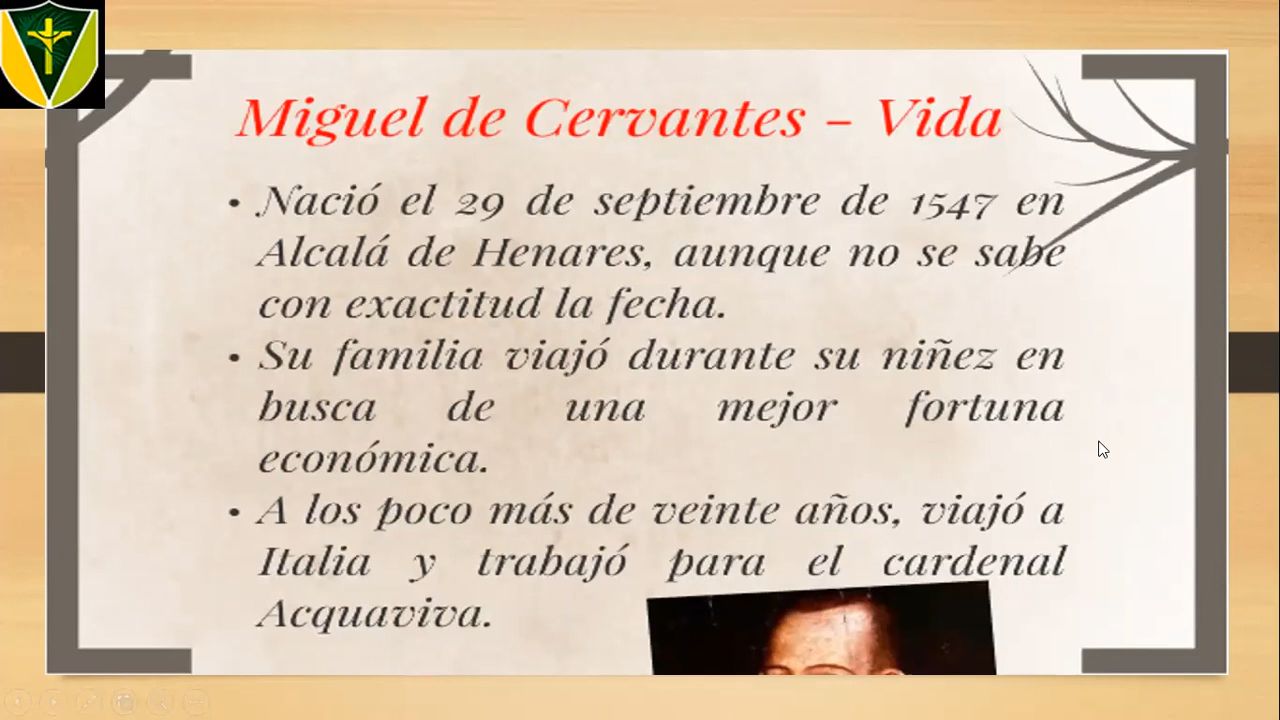 Miguel de Cervantes – Vida
• Nació el 29 de septiembre de 1547 en
Alcalá de Henares, aunque no se sabe
con exactitud la fecha.
• Su familia viajó durante su niñez en
busca de una mejor fortuna
económica.
• A los poco más de veinte años, viajó a
Italia y trabajó para el cardenal
Acquaviva.